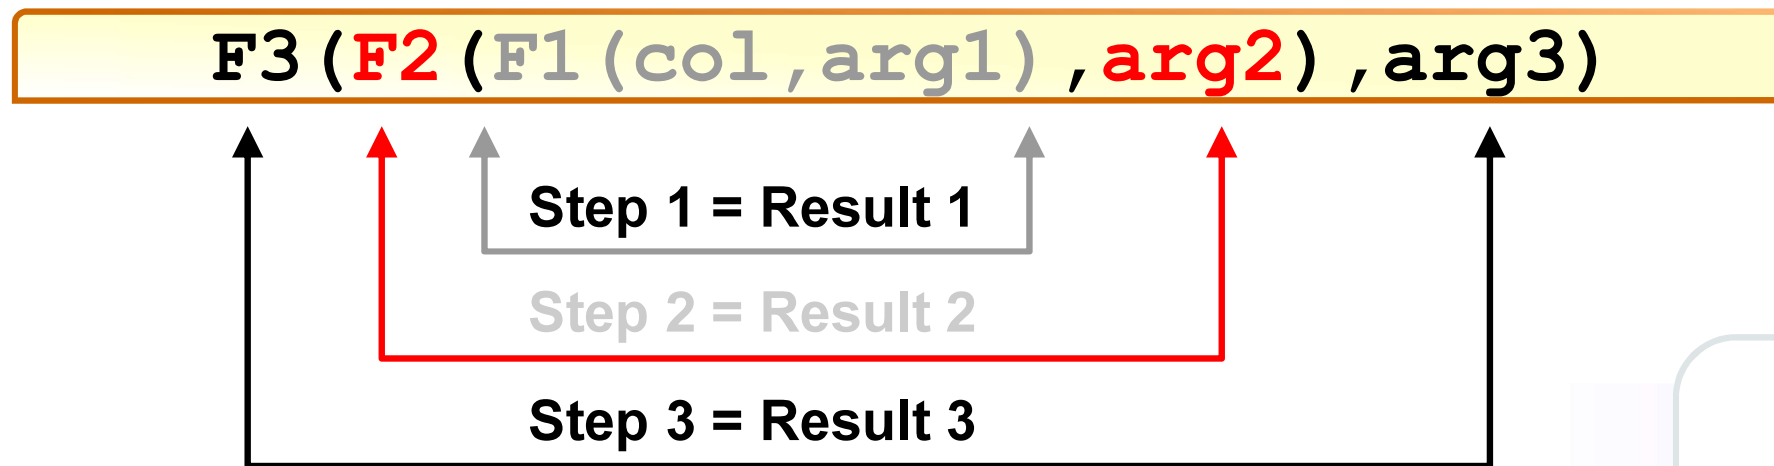 F3(F2(F1(col,arg1),arg2),arg3)
Step 1 = Result 1
Step 2 = Result 2
Step 3 = Result 3